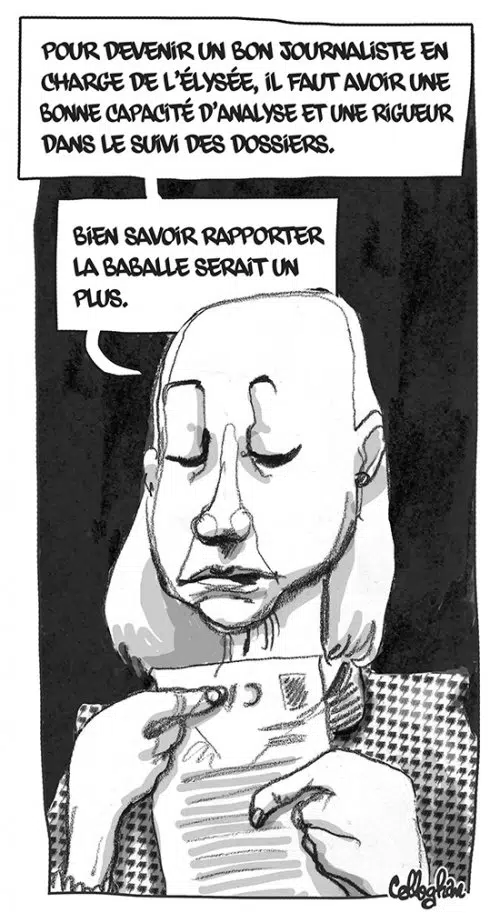 POUR DEVENIR UN BON JOURNALISTE EN
CHARGE DE L'ÉLYSÉE, IL FAUT AVOIR UNE
BONNE CAPACITÉ D'ANALYSE ET UNE RIGUEUR
DANS LE SUIVI DES DOSSIERS.
BIEN SAVOIR RAPPORTER
LA BABALLE SERAIT UN
PLUS.
Colloghan